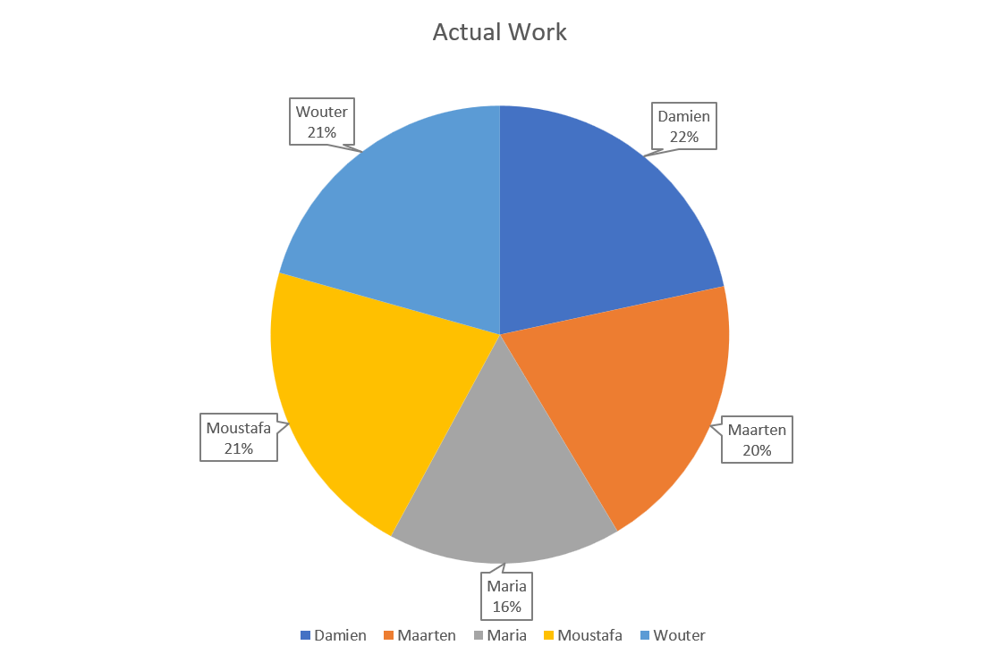 Actual Work
Wouter
21%
Damien
22%
Moustafa
21%
Maarten
20%
Maria
16%
Damien Maarten Maria Moustafa Wouter